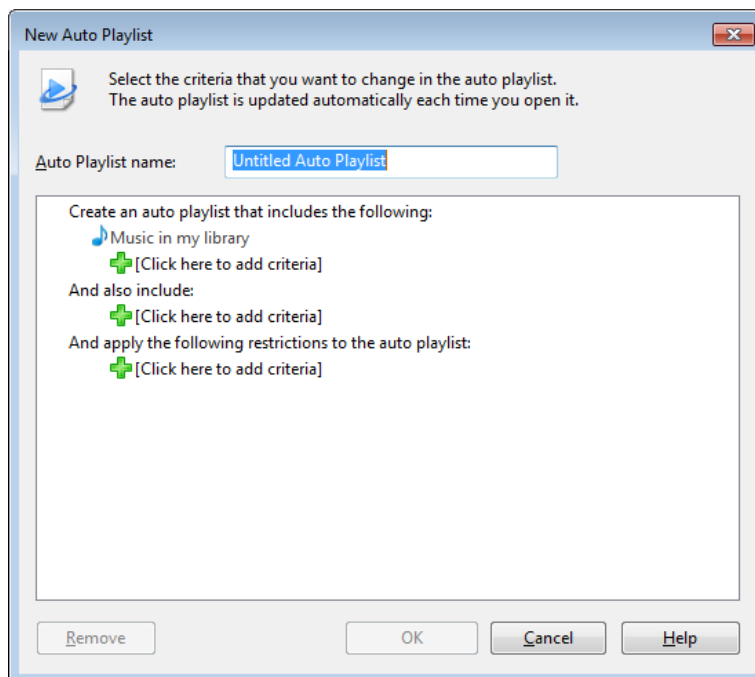 New Auto Playlist
Select the criteria that you want to change in the auto playlist.
The auto playlist is updated automatically each time you open it.
Auto Playlist name:
Untitled Auto Playlist
Create an auto playlist that includes the following:
Music in my library
[Click here to add criteria]
And also include:
[Click here to add criteria]
And apply the following restrictions to the auto playlist:
[Click here to add criteria]
Remove
OK
Cancel
Help